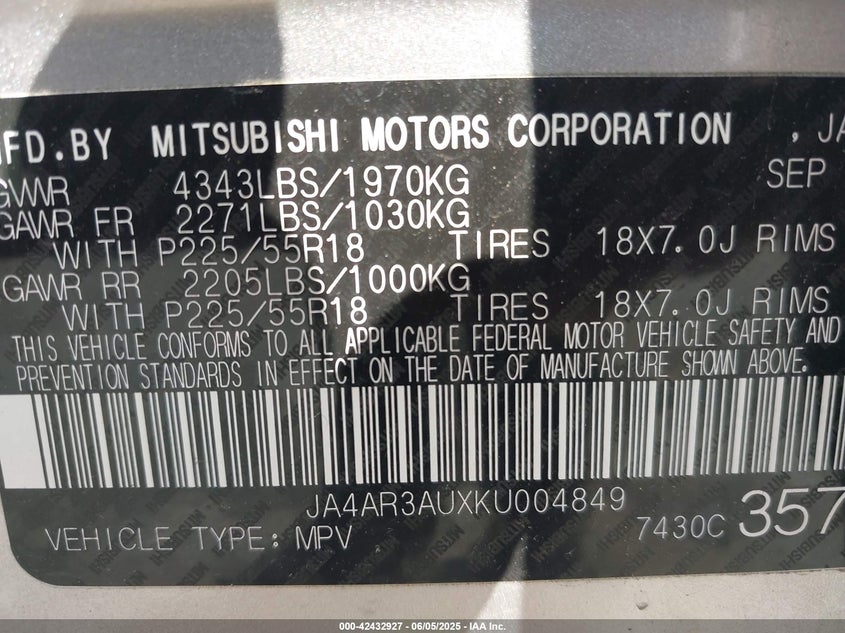 MFD.BY MITSUBISHI MOTORS CORPORATION , JA
GVWR 4343LBS/1970KG SEP
GAWR FR 2271LBS/1030KG
WITH P225/55R18 TIRES 18X7.0J RIMS
GAWR RR 2205LBS/1000KG
WITH P225/55R18 TIRES 18X7.0J RIMS
THIS VEHICLE CONFORMS TO ALL APPLICABLE FEDERAL MOTOR VEHICLE SAFETY AND
PREVENTION STANDARDS IN EFFECT ON THE DATE OF MANUFACTURE SHOWN ABOVE.
JA4AR3AUXKU004849
VEHICLE TYPE: MPV 7430C 357
000-42432927 | 06/05/2025 - IAA Inc.